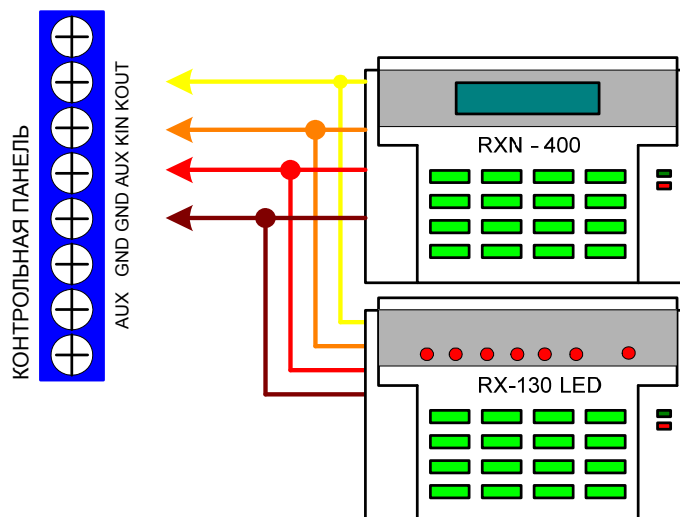 КОНТРОЛЬНАЯ ПАНЕЛЬ
AUX GND GND AUX KIN KOUT
RXN - 400
RX-130 LED